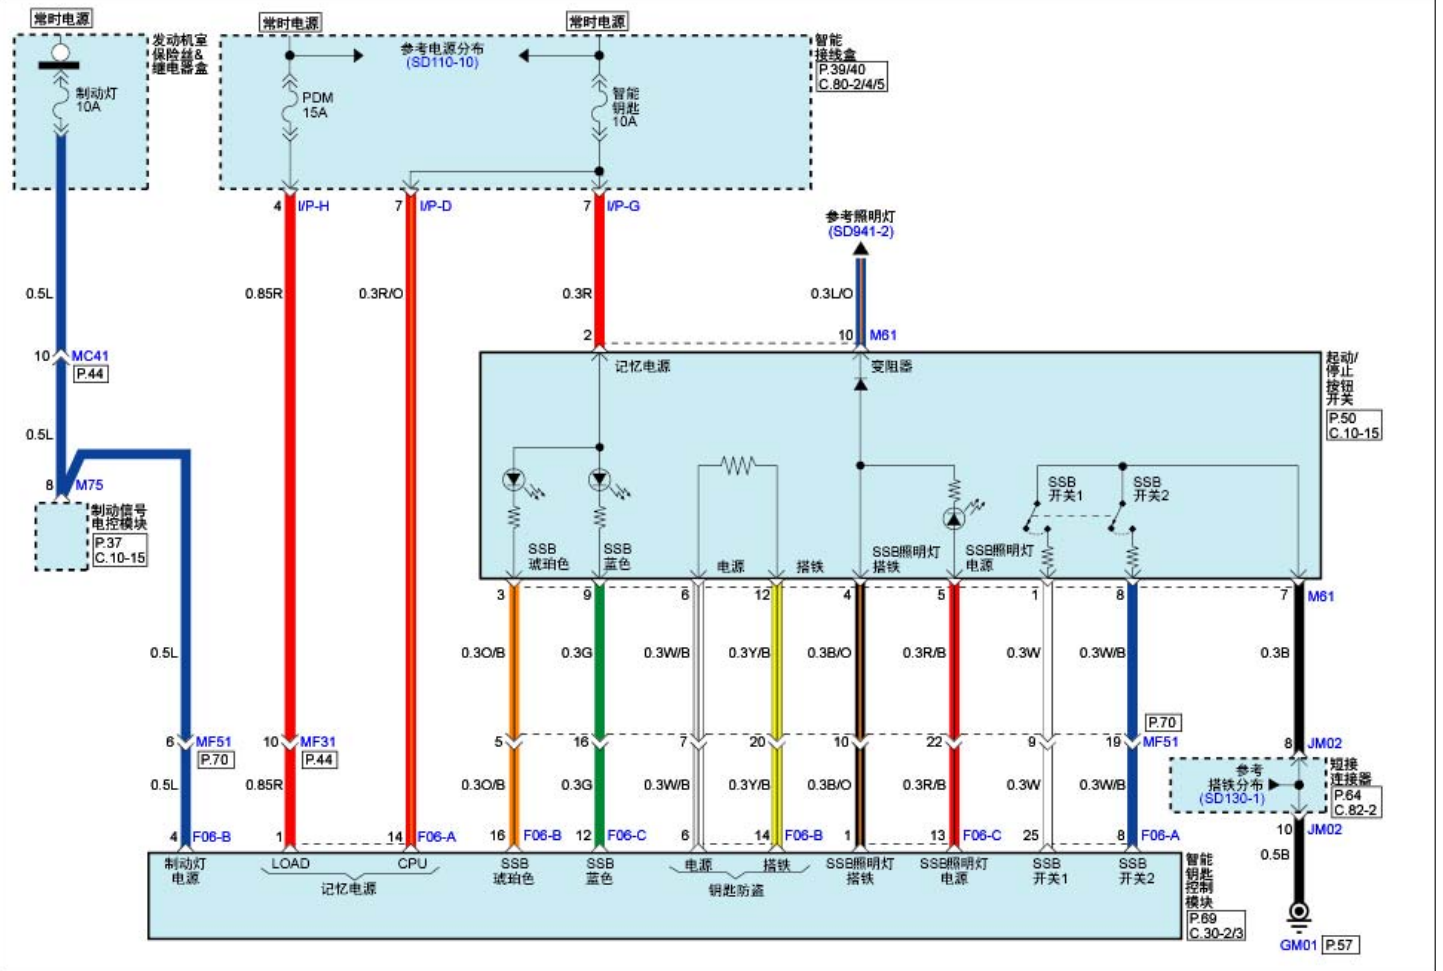 常时电源
常时电源
常时电源
发动机室
保险丝&
继电器盒
制动灯
10A
参考电源分布
(SD110-10)
PDM
15A
智能
钥匙
10A
智能
接线盒
P.39/40
C.80-2/4/5
4 I/P-H
7 I/P-D
7 I/P-G
参考照明灯
(SD941-2)
0.5L
0.85R
0.3R/O
0.3R
0.3L/O
10 MC41
P.44
2
10 M61
记忆电源
变阻器
起动/
停止
按钮
开关
P.50
C.10-15
0.5L
8 M75
制动信号
电控模块
P.37
C.10-15
SSB
开关1
SSB
开关2
SSB
琥珀色
SSB
蓝色
电源
搭铁
SSB照明灯
搭铁
SSB照明灯
电源
3
9
6
12
4
5
1
8
7 M61
0.5L
0.3O/B
0.3G
0.3W/B
0.3Y/B
0.3B/O
0.3R/B
0.3W
0.3W/B
0.3B
P.70
6 MF51
P.70
10 MF31
P.44
5
16
7
20
10
22
9
19 MF51
8 JM02
参考
搭铁分布
(SD130-1)
短接
连接器
P.64
C.82-2
0.5L
0.85R
0.3O/B
0.3G
0.3W/B
0.3Y/B
0.3B/O
0.3R/B
0.3W
0.3W/B
10 JM02
0.5B
4 F06-B
1
14 F06-A
16 F06-B
12 F06-C
6
14 F06-B
1
13 F06-C
25
8 F06-A
制动灯
电源
LOAD
CPU
记忆电源
SSB
琥珀色
SSB
蓝色
电源
搭铁
钥匙防盗
SSB照明灯
搭铁
SSB照明灯
电源
SSB
开关1
SSB
开关2
智能
钥匙
控制
模块
P.69
C.30-2/3
GM01 P.57